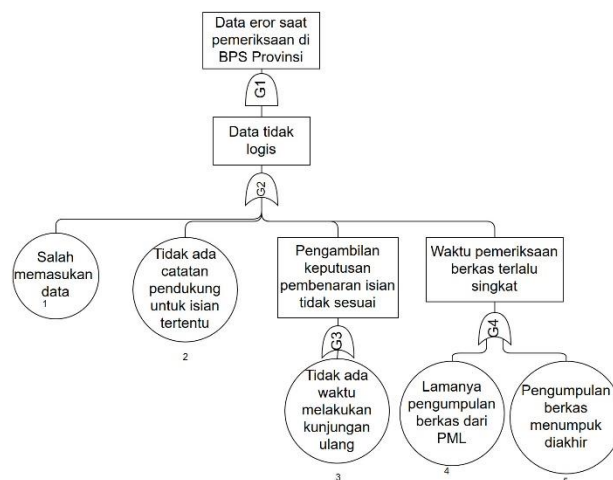 Data eror saat
pemeriksaan di
BPS Provinsi
G1
Data tidak
logis
G2
Salah
memasukan
data
1
Tidak ada
catatan
pendukung
untuk isian
tertentu
2
Pengambilan
keputusan
pembenaran isian
tidak sesuai
G3
Tidak ada
waktu
melakukan
kunjungan
ulang
3
Waktu pemeriksaan
berkas terlalu
singkat
G4
Lamanya
pengumpulan
berkas dari
PML
4
Pengumpulan
berkas
menumpuk
diakhir